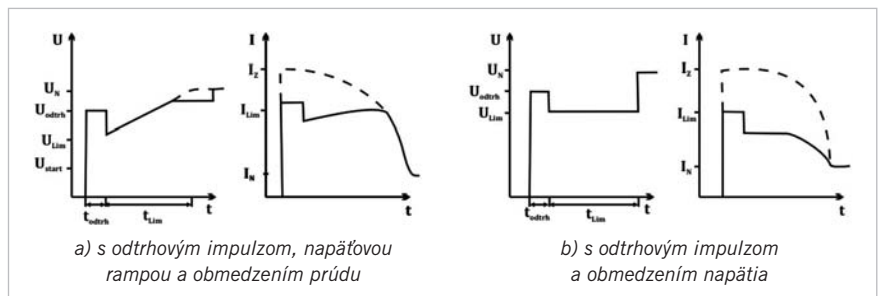 U
U_N
U_odtrh
U_Lim
U_start
t_odtrh
t_Lim
t
I
I_Z
I_Lim
I_N
t
a) s odtrhovým impulzom, napäťovou
rampou a obmedzením prúdu
U
U_N
U_odtrh
U_Lim
t_odtrh
t_Lim
t
I
I_Z
I_Lim
I_N
t
b) s odtrhovým impulzom
a obmedzením napätia